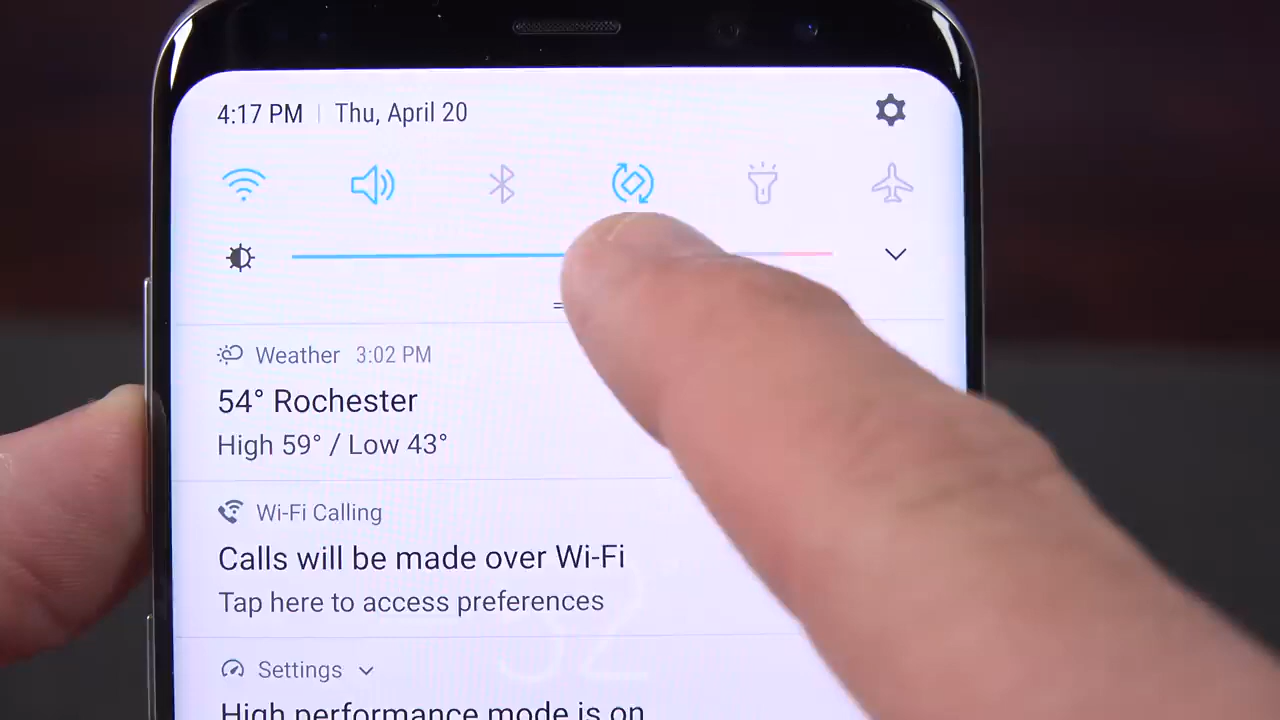 4:17 PM | Thu, April 20
Weather 3:02 PM
54° Rochester
High 59° / Low 43°
Wi-Fi Calling
Calls will be made over Wi-Fi
Tap here to access preferences
52°
Settings
High performance mode is on